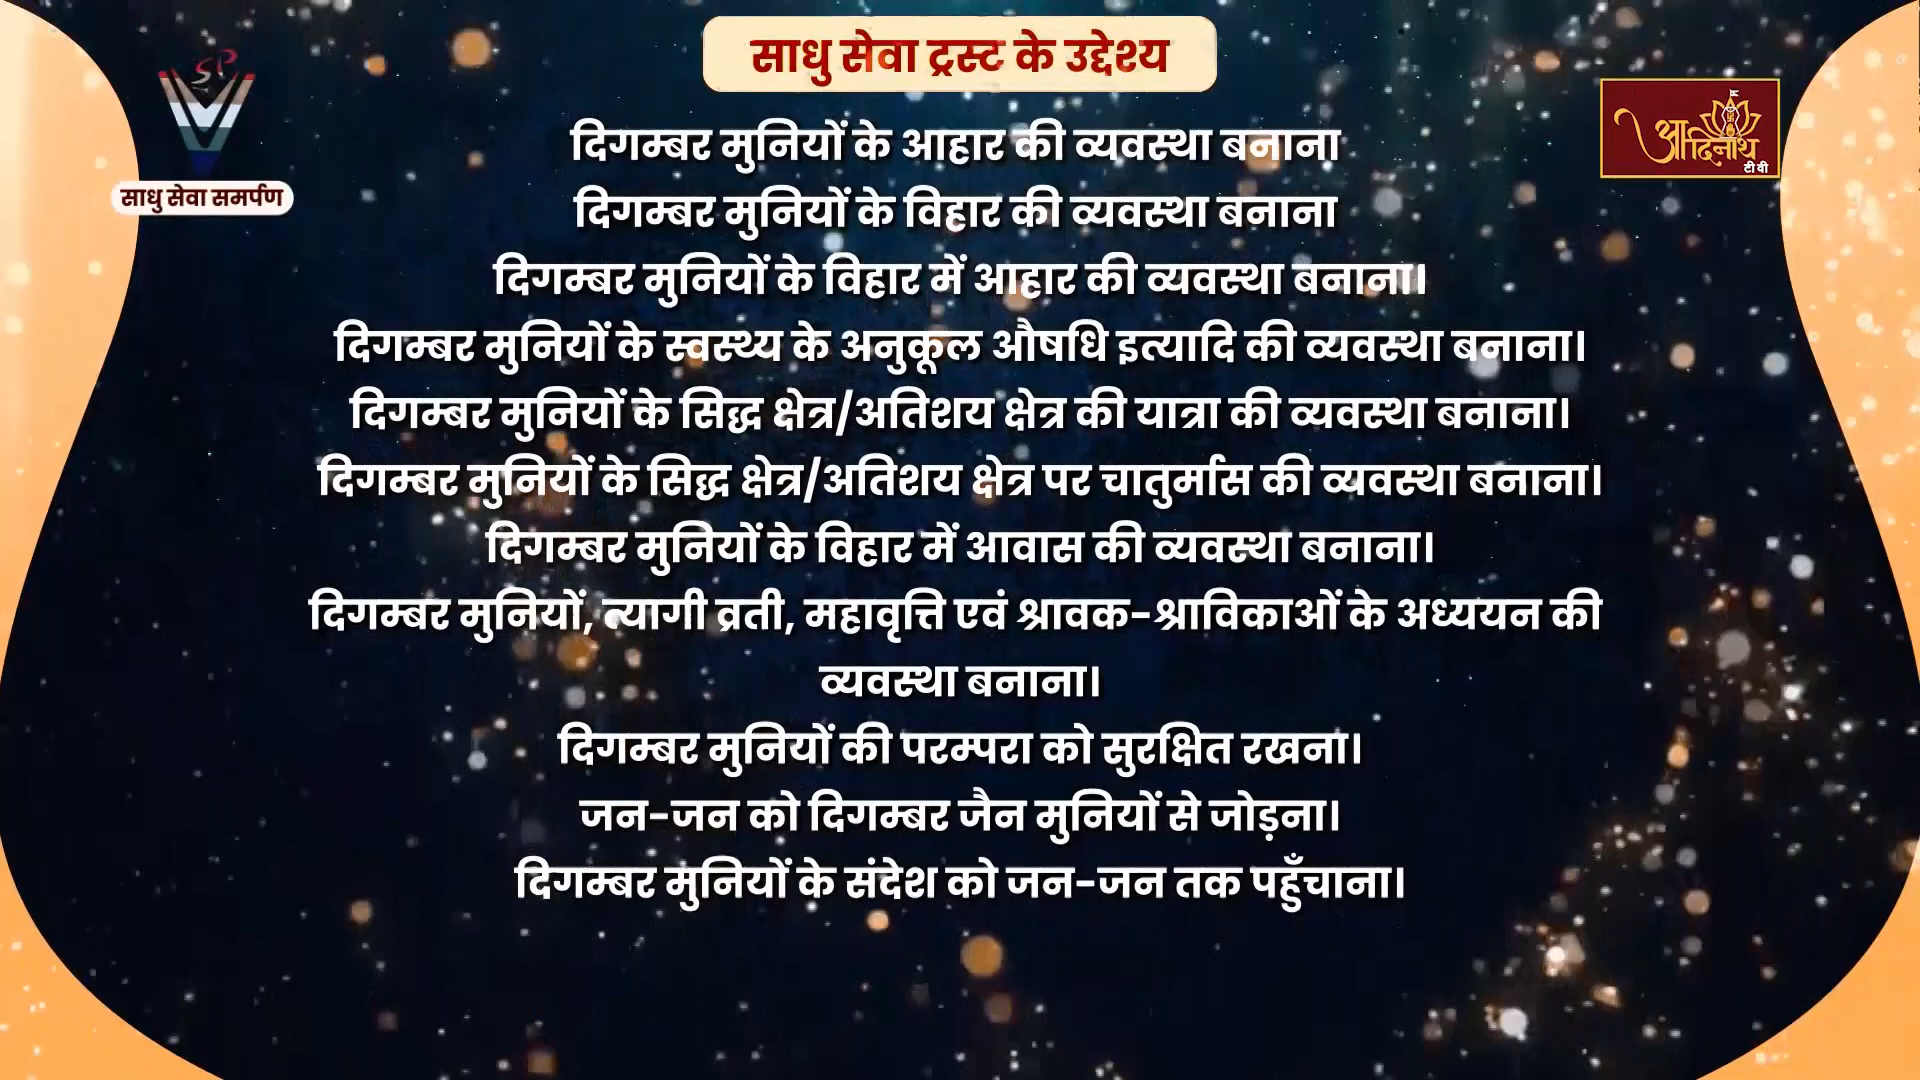 साधु सेवा ट्रस्ट के उद्देश्य
SP
साधु सेवा समर्पण
आदिनाथ
टी वी
दिगम्बर मुनियों के आहार की व्यवस्था बनाना
दिगम्बर मुनियों के विहार की व्यवस्था बनाना
दिगम्बर मुनियों के विहार में आहार की व्यवस्था बनाना।
दिगम्बर मुनियों के स्वस्थ्य के अनुकूल औषधि इत्यादि की व्यवस्था बनाना।
दिगम्बर मुनियों के सिद्ध क्षेत्र/अतिशय क्षेत्र की यात्रा की व्यवस्था बनाना।
दिगम्बर मुनियों के सिद्ध क्षेत्र/अतिशय क्षेत्र पर चातुर्मास की व्यवस्था बनाना।
दिगम्बर मुनियों के विहार में आवास की व्यवस्था बनाना।
दिगम्बर मुनियों, त्यागी व्रती, महावृत्ति एवं श्रावक-श्राविकाओं के अध्ययन की
व्यवस्था बनाना।
दिगम्बर मुनियों की परम्परा को सुरक्षित रखना।
जन-जन को दिगम्बर जैन मुनियों से जोड़ना।
दिगम्बर मुनियों के संदेश को जन-जन तक पहुँचाना।